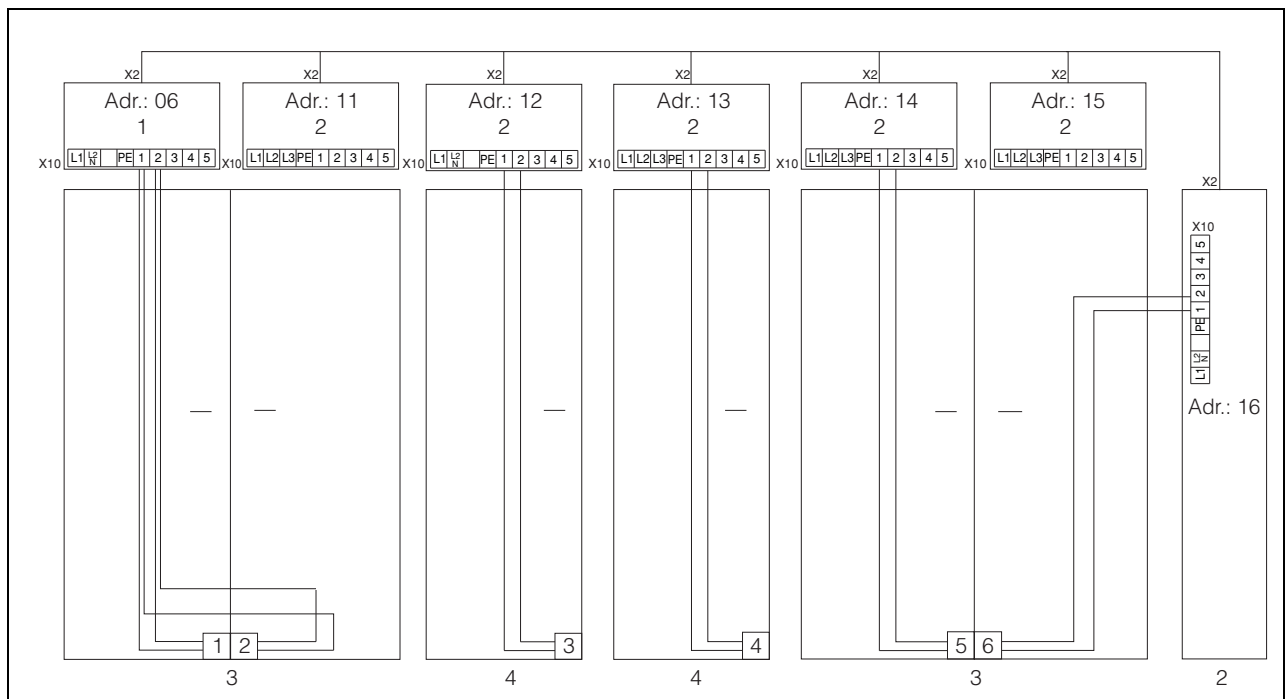 X2 X2 X2 X2 X2 X2
Adr.: 06 Adr.: 11 Adr.: 12 Adr.: 13 Adr.: 14 Adr.: 15
1 2 2 2 2 2
X10 L1 L2 N PE 1 2 3 4 5
X10 L1 L2 L3 PE 1 2 3 4 5
X10 L1 L2 N PE 1 2 3 4 5
X10 L1 L2 L3 PE 1 2 3 4 5
X10 L1 L2 L3 PE 1 2 3 4 5
X10 L1 L2 L3 PE 1 2 3 4 5
X2
X10
L1 L2 N PE 1 2 3 4 5
Adr.: 16
1 2 3 4 5 6
3 4 4 3 2